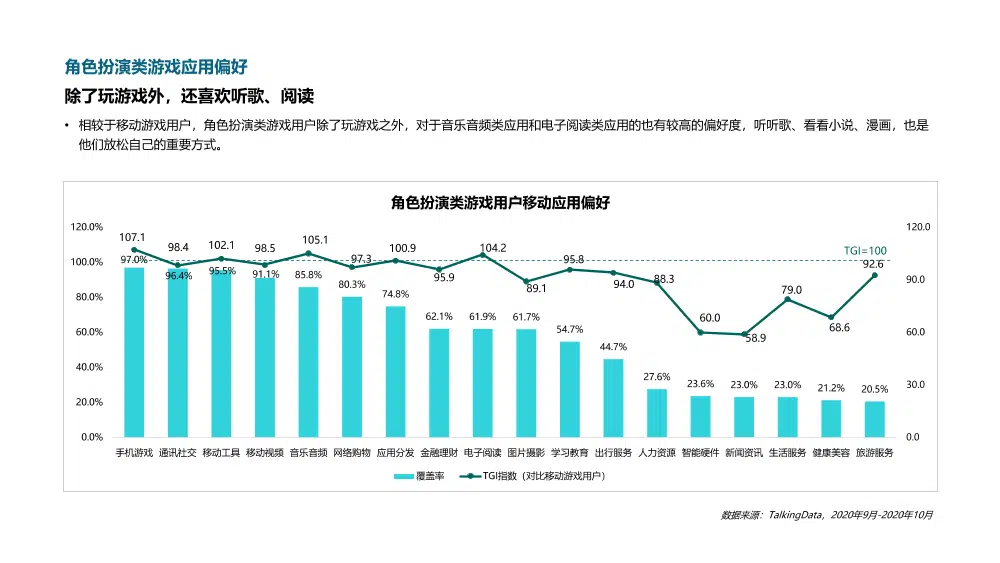 角色扮演类游戏应用偏好
除了玩游戏外，还喜欢听歌、阅读
• 相较于移动游戏用户，角色扮演类游戏用户除了玩游戏之外，对于音乐音频类应用和电子阅读类应用的也有较高的偏好度，听听歌、看看小说、漫画，也是
他们放松自己的重要方式。
角色扮演类游戏用户移动应用偏好
120.0%
100.0%
80.0%
60.0%
40.0%
20.0%
0.0%
120.0
90.0
60.0
30.0
0.0
TGI=100
107.1 98.4 102.1 98.5 105.1 97.3 100.9 95.9 104.2 89.1 95.8 94.0 88.3 60.0 58.9 79.0 68.6 92.6
97.0% 96.4% 95.5% 91.1% 85.8% 80.3% 74.8% 62.1% 61.9% 61.7% 54.7% 44.7% 27.6% 23.6% 23.0% 23.0% 21.2% 20.5%
手机游戏 通讯社交 移动工具 移动视频 音乐音频 网络购物 应用分发 金融理财 电子阅读 图片摄影 学习教育 出行服务 人力资源 智能硬件 新闻资讯 生活服务 健康美容 旅游服务
覆盖率 TGI指数（对比移动游戏用户）
数据来源：TalkingData，2020年9月-2020年10月